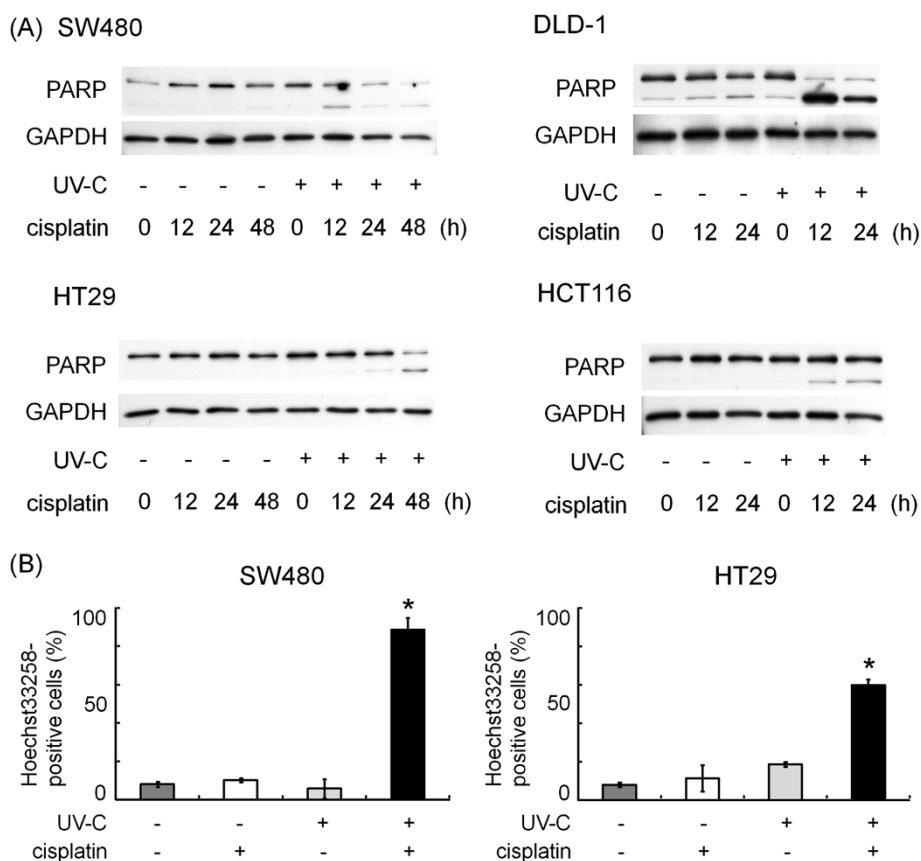 (A) SW480
PARP
GAPDH
UV-C - - - - + + + +
cisplatin 0 12 24 48 0 12 24 48 (h)
DLD-1
PARP
GAPDH
UV-C - - - - + + +
cisplatin 0 12 24 0 12 24 (h)
HT29
PARP
GAPDH
UV-C - - - - + + + +
cisplatin 0 12 24 48 0 12 24 48 (h)
HCT116
PARP
GAPDH
UV-C - - - + + +
cisplatin 0 12 24 0 12 24 (h)
(B)
SW480
Hoechst33258-
positive cells (%)
100
50
0
*
UV-C - - + +
cisplatin - + - +
HT29
Hoechst33258-
positive cells (%)
100
50
0
*
UV-C - - + +
cisplatin - + - +